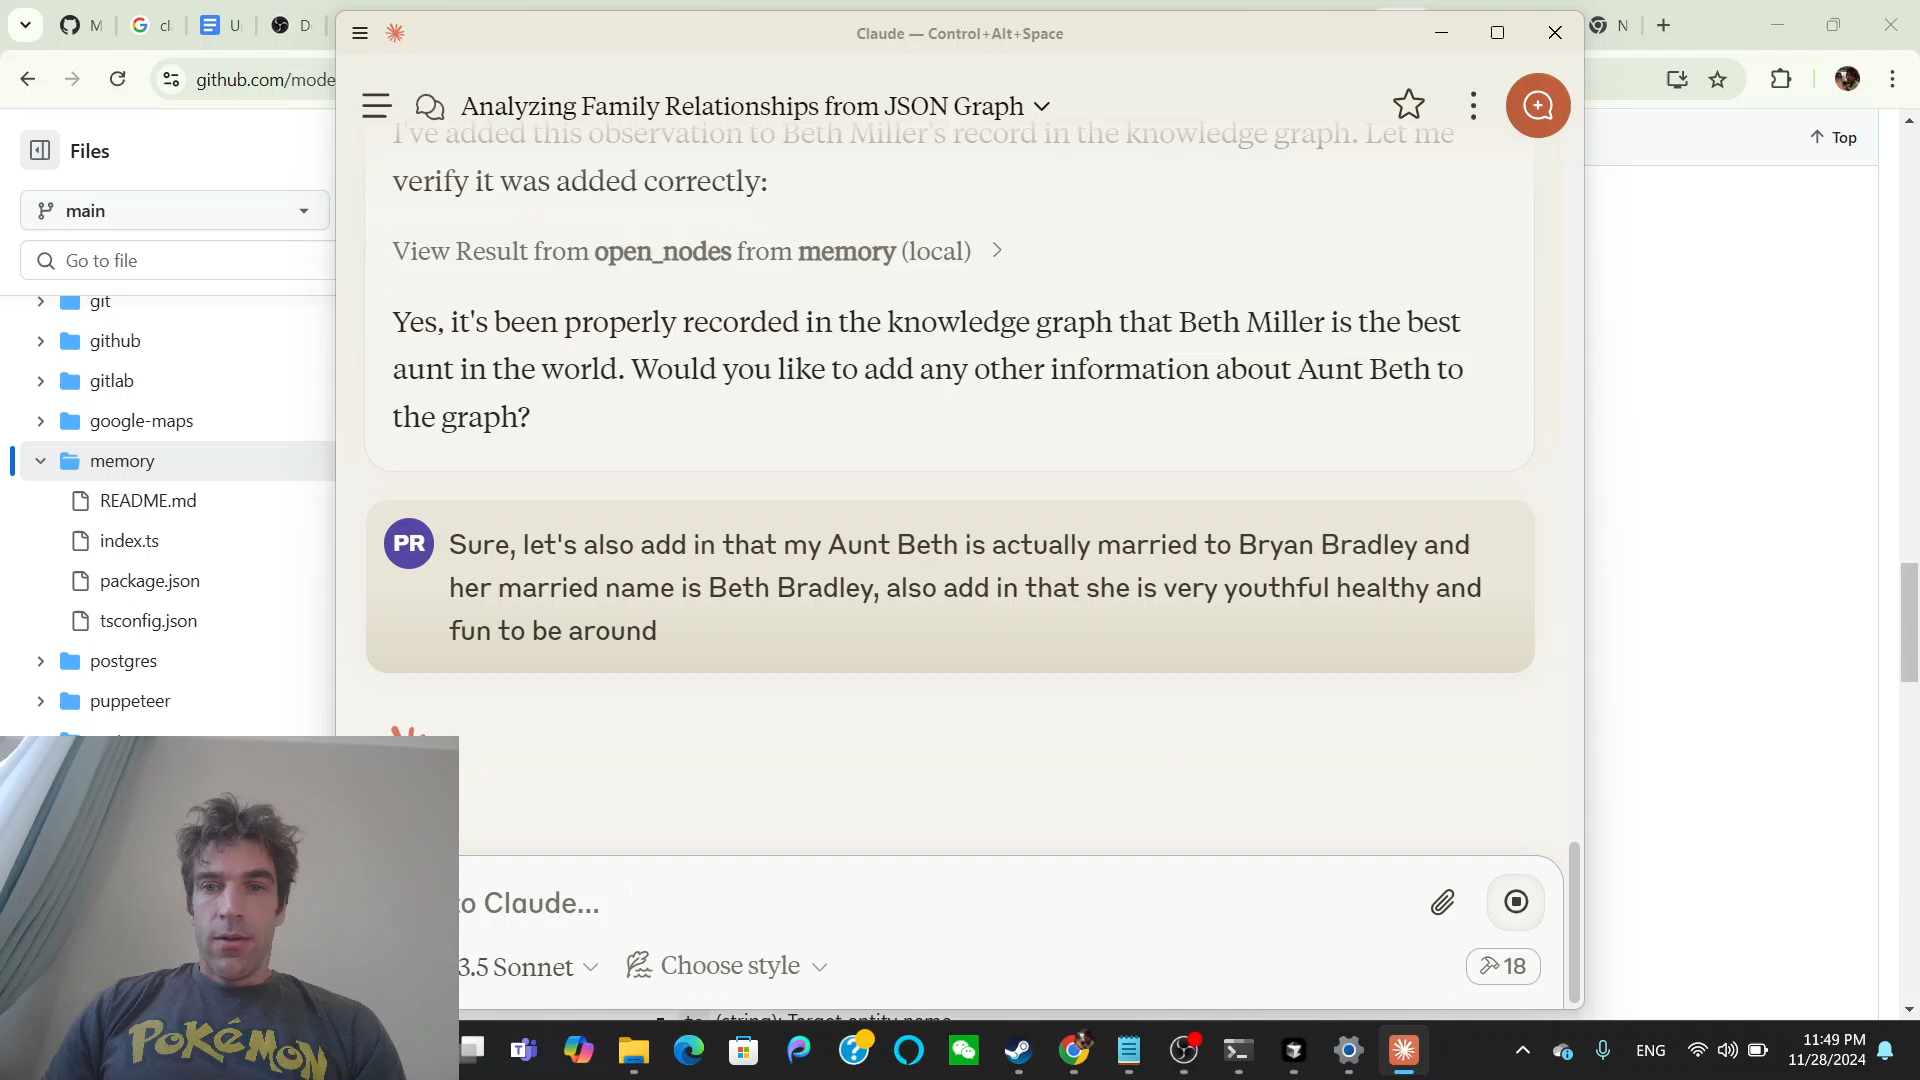 M
cl
U
D
N
github.com/mode
Claude — Control+Alt+Space
Analyzing Family Relationships from JSON Graph
Top
Files
main
Go to file
git
github
gitlab
google-maps
memory
README.md
index.ts
package.json
tsconfig.json
postgres
puppeteer
I've added this observation to Beth Miller's record in the knowledge graph. Let me
verify it was added correctly:
View Result from open_nodes from memory (local)
Yes, it's been properly recorded in the knowledge graph that Beth Miller is the best
aunt in the world. Would you like to add any other information about Aunt Beth to
the graph?
PR
Sure, let's also add in that my Aunt Beth is actually married to Bryan Bradley and
her married name is Beth Bradley, also add in that she is very youthful healthy and
fun to be around
to Claude...
3.5 Sonnet
Choose style
18
POKéMON
ENG
11:49 PM
11/28/2024